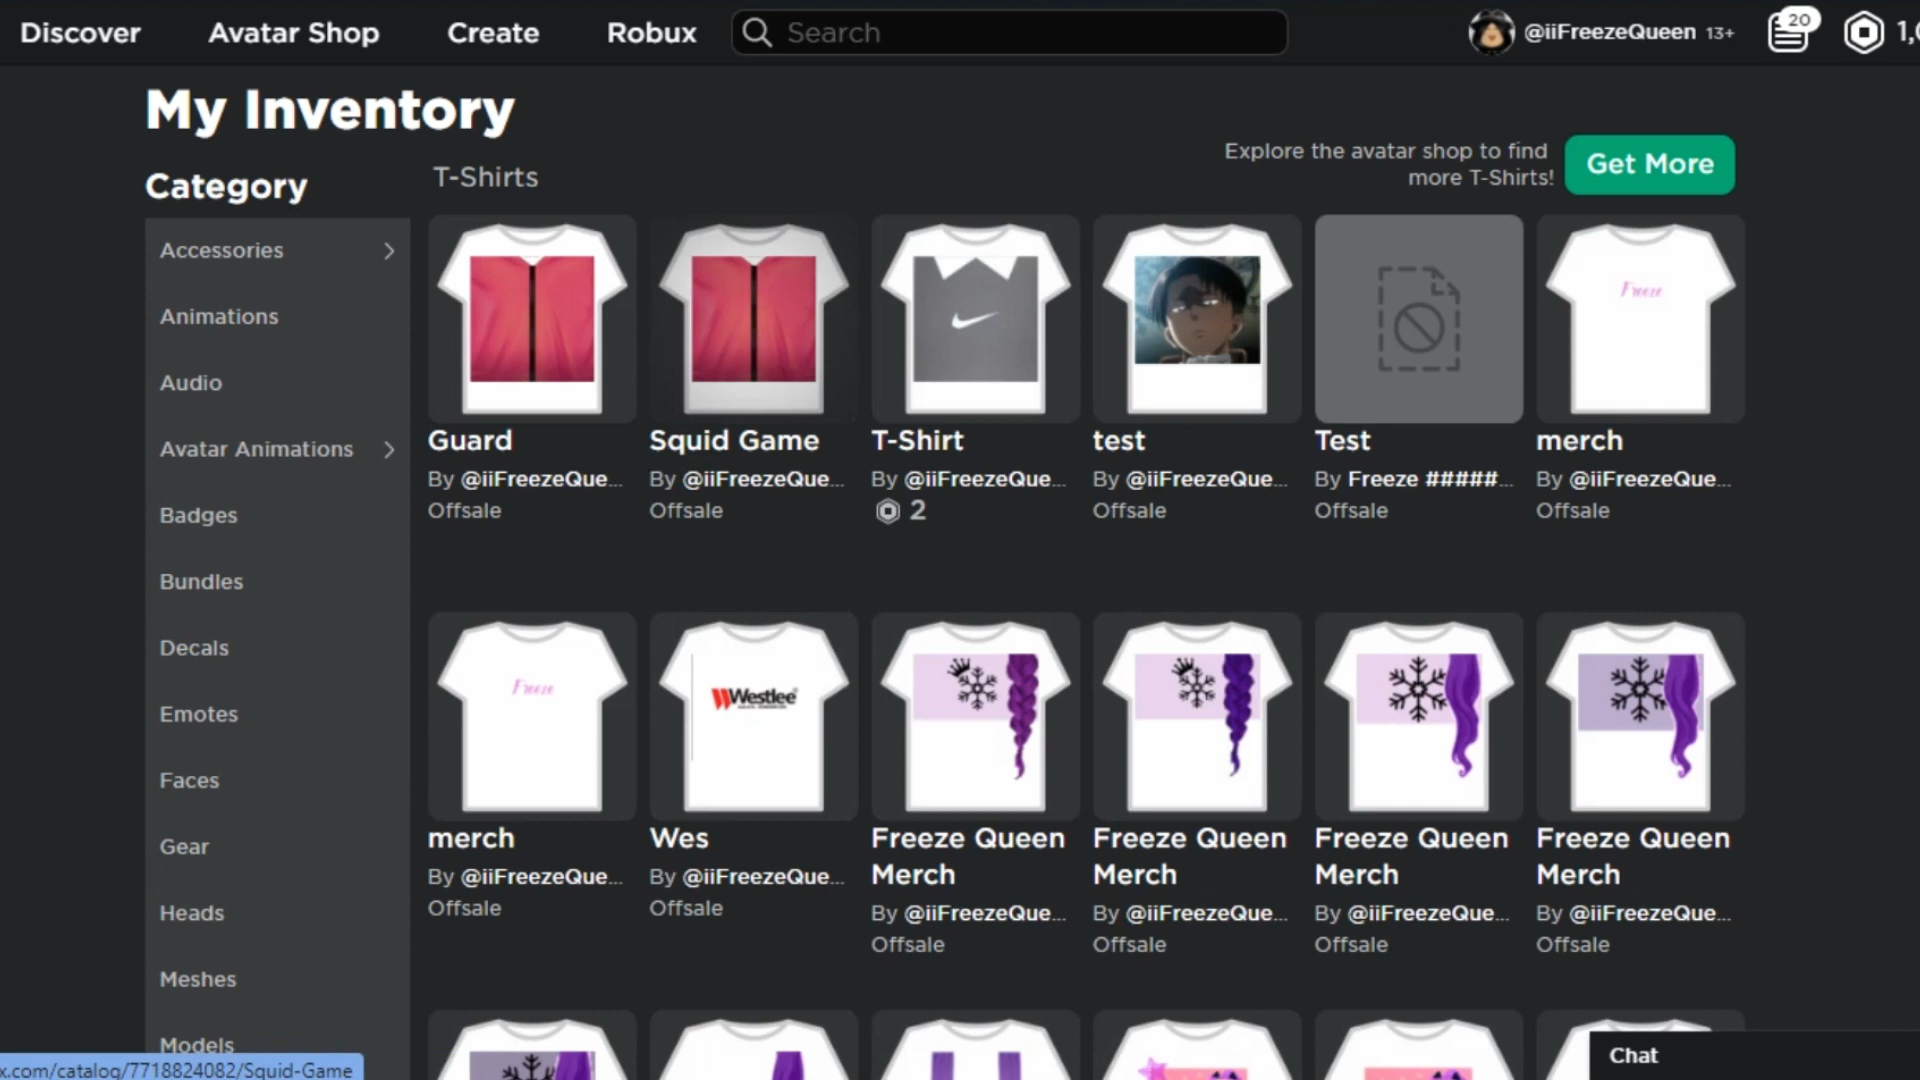 Discover Avatar Shop Create Robux Search @iiFreezeQueen 13+ 20
My Inventory
Category
T-Shirts
Explore the avatar shop to find
more T-Shirts!
Get More
Accessories
Animations
Audio
Avatar Animations
Badges
Bundles
Decals
Emotes
Faces
Gear
Heads
Meshes
Models
Freeze
Guard Squid Game T-Shirt test Test merch
By @iiFreezeQue... By @iiFreezeQue... By @iiFreezeQue... By @iiFreezeQue... By Freeze #####... By @iiFreezeQue...
Offsale Offsale 2 Offsale Offsale Offsale
Freeze Westlee
merch Wes Freeze Queen Freeze Queen Freeze Queen Freeze Queen
Merch Merch Merch Merch
By @iiFreezeQue... By @iiFreezeQue... By @iiFreezeQue... By @iiFreezeQue... By @iiFreezeQue... By @iiFreezeQue...
Offsale Offsale Offsale Offsale Offsale Offsale
Chat
x.com/catalog/7718824082/Squid-Game